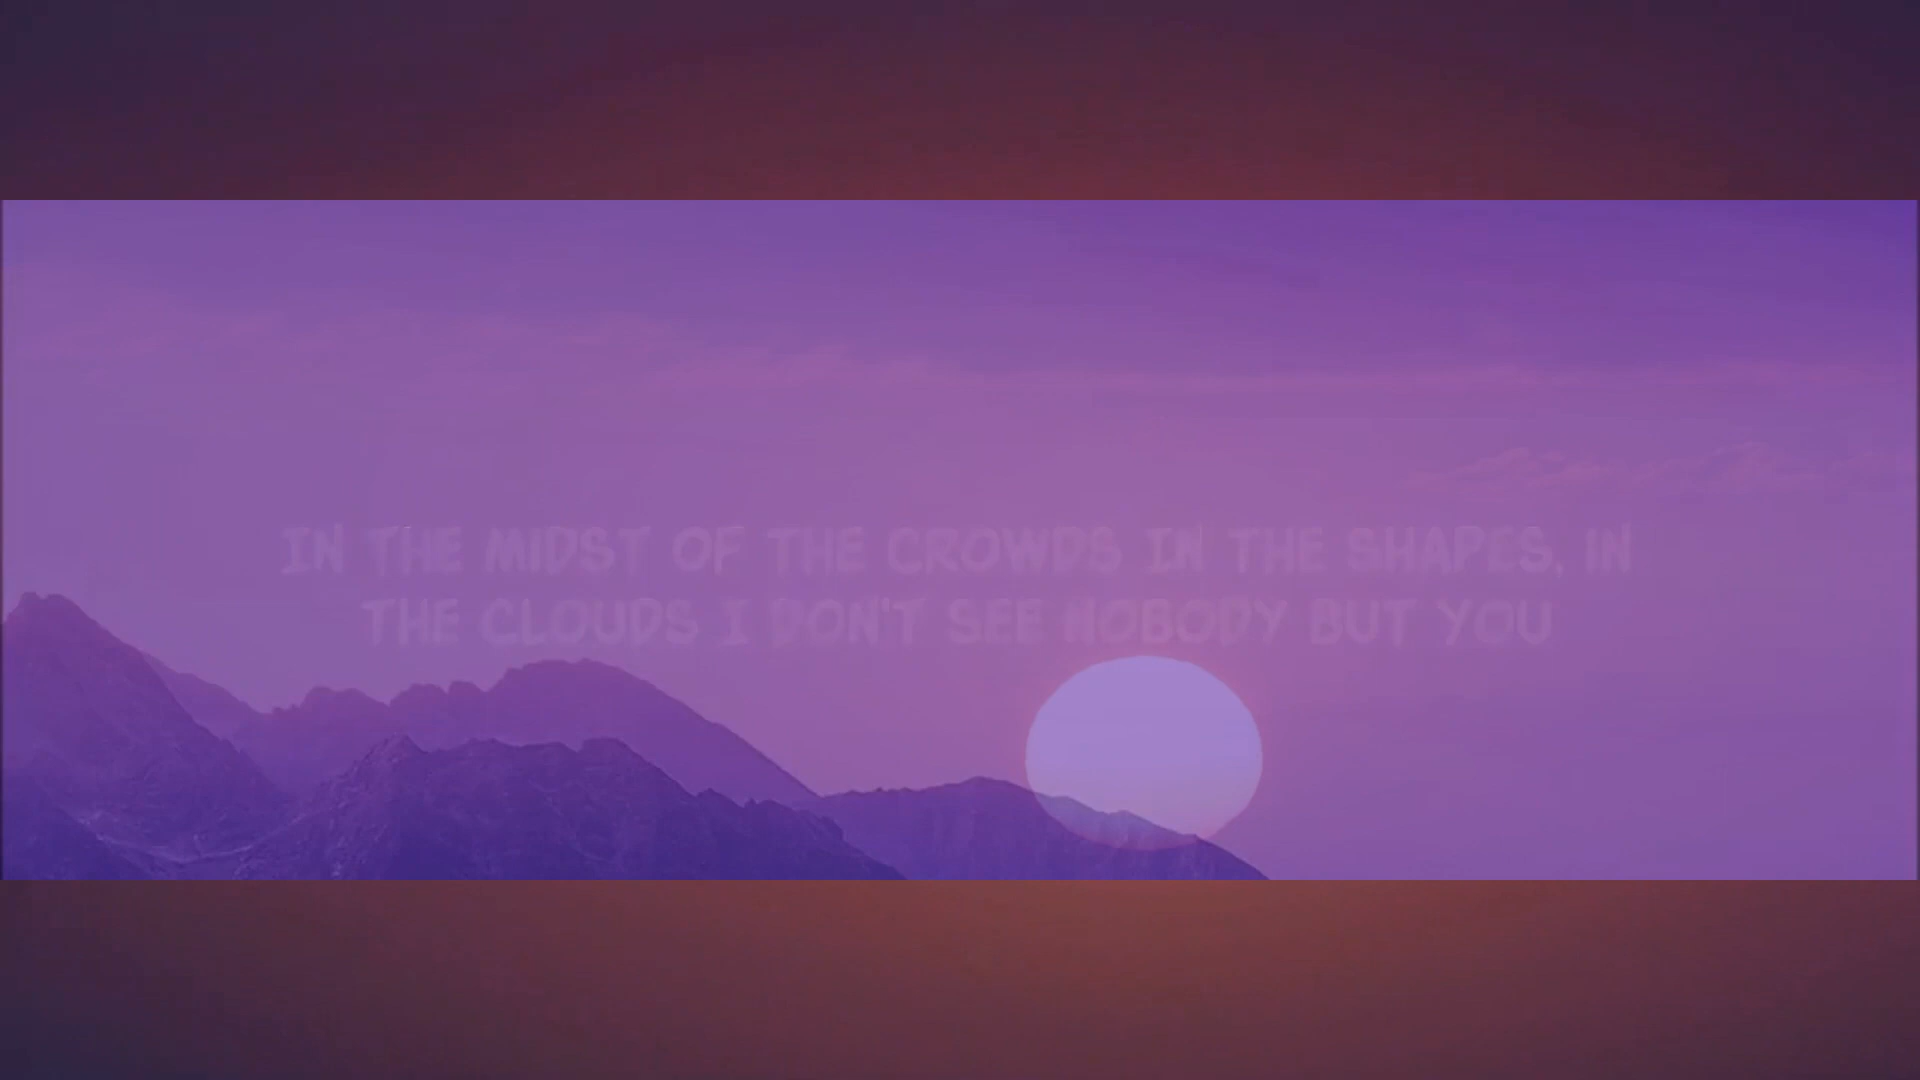 IN THE MIDST OF THE CROWDS IN THE SHAPES, IN
THE CLOUDS I DON'T SEE NOBODY BUT YOU